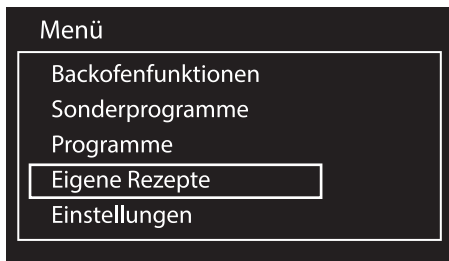 Menü
Backofenfunktionen
Sonderprogramme
Programme
Eigene Rezepte
Einstellungen